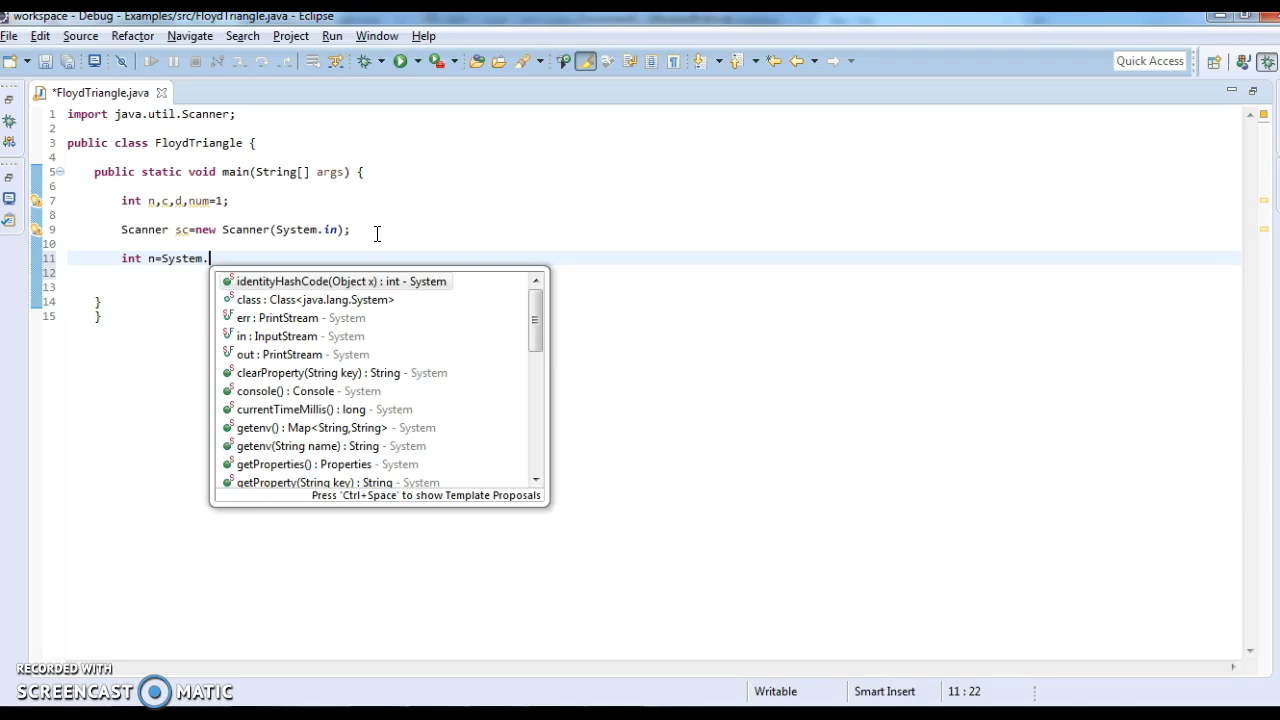 workspace - Debug - Examples/src/FloydTriangle.java - Eclipse
File Edit Source Refactor Navigate Search Project Run Window Help
Quick Access
*FloydTriangle.java
1 import java.util.Scanner;
2
3 public class FloydTriangle {
4
5 public static void main(String[] args) {
6
7 int n,c,d,num=1;
8
9 Scanner sc=new Scanner(System.in);
10
11 int n=System.
12
13
14 }
15 }
identityHashCode(Object x) : int - System
class : Class<java.lang.System>
err : PrintStream - System
in : InputStream - System
out : PrintStream - System
clearProperty(String key) : String - System
console() : Console - System
currentTimeMillis() : long - System
getenv() : Map<String,String> - System
getenv(String name) : String - System
getProperties() : Properties - System
getProperty(String key) : String - System
Press 'Ctrl+Space' to show Template Proposals
RECORDED WITH
SCREENCAST MATIC
Writable Smart Insert 11 : 22